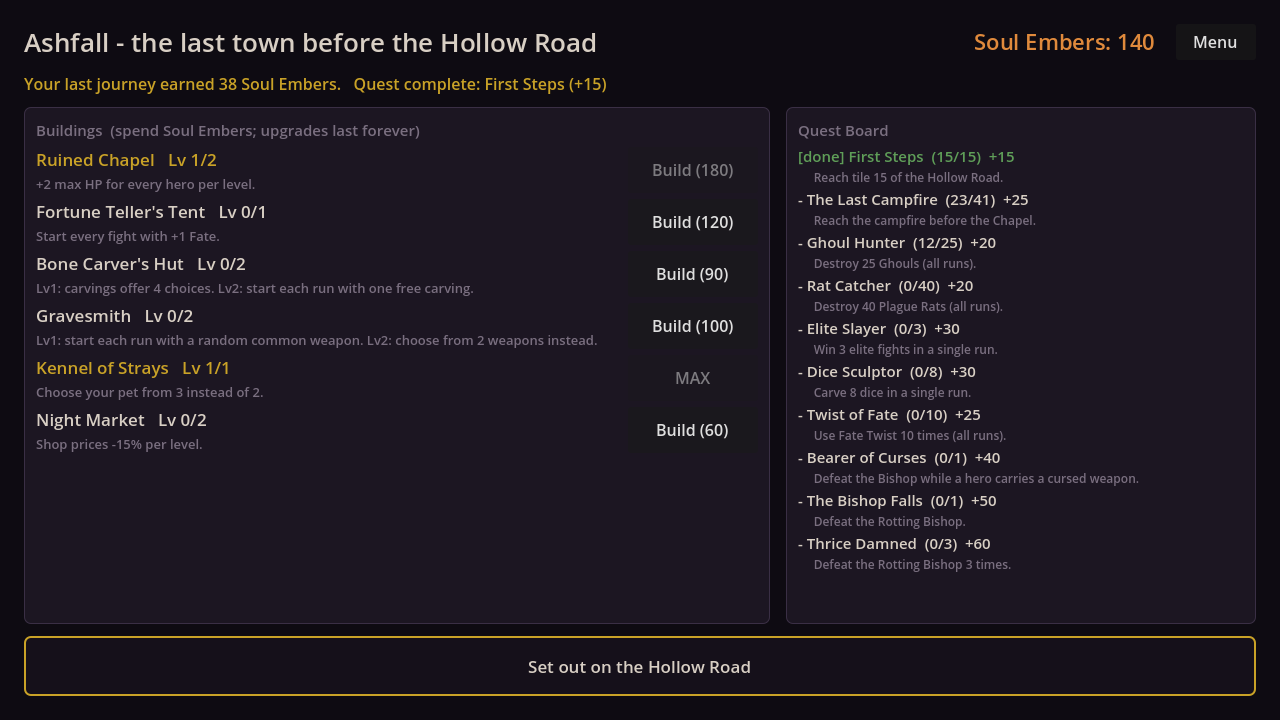 Ashfall - the last town before the Hollow Road
Soul Embers: 140
Menu
Your last journey earned 38 Soul Embers.   Quest complete: First Steps (+15)
Buildings  (spend Soul Embers; upgrades last forever)
Ruined Chapel   Lv 1/2
+2 max HP for every hero per level.
Build (180)
Fortune Teller's Tent   Lv 0/1
Start every fight with +1 Fate.
Build (120)
Bone Carver's Hut   Lv 0/2
Lv1: carvings offer 4 choices. Lv2: start each run with one free carving.
Build (90)
Gravesmith   Lv 0/2
Lv1: start each run with a random common weapon. Lv2: choose from 2 weapons instead.
Build (100)
Kennel of Strays   Lv 1/1
Choose your pet from 3 instead of 2.
MAX
Night Market   Lv 0/2
Shop prices -15% per level.
Build (60)
Quest Board
[done] First Steps  (15/15)  +15
Reach tile 15 of the Hollow Road.
- The Last Campfire  (23/41)  +25
Reach the campfire before the Chapel.
- Ghoul Hunter  (12/25)  +20
Destroy 25 Ghouls (all runs).
- Rat Catcher  (0/40)  +20
Destroy 40 Plague Rats (all runs).
- Elite Slayer  (0/3)  +30
Win 3 elite fights in a single run.
- Dice Sculptor  (0/8)  +30
Carve 8 dice in a single run.
- Twist of Fate  (0/10)  +25
Use Fate Twist 10 times (all runs).
- Bearer of Curses  (0/1)  +40
Defeat the Bishop while a hero carries a cursed weapon.
- The Bishop Falls  (0/1)  +50
Defeat the Rotting Bishop.
- Thrice Damned  (0/3)  +60
Defeat the Rotting Bishop 3 times.
Set out on the Hollow Road